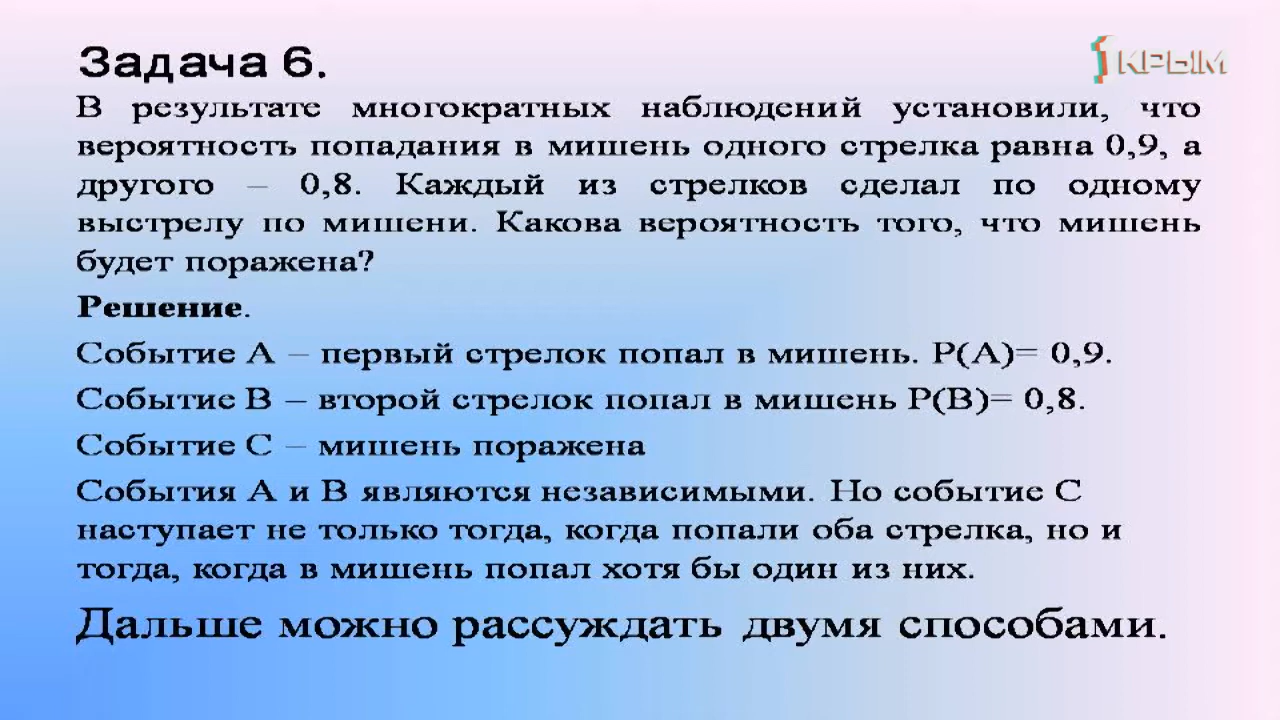 Задача 6.
1 КРЫМ
В результате многократных наблюдений установили, что
вероятность попадания в мишень одного стрелка равна 0,9, а
другого – 0,8. Каждый из стрелков сделал по одному
выстрелу по мишени. Какова вероятность того, что мишень
будет поражена?
Решение.
Событие А – первый стрелок попал в мишень. Р(А)= 0,9.
Событие В – второй стрелок попал в мишень Р(В)= 0,8.
Событие С – мишень поражена
События А и В являются независимыми. Но событие С
наступает не только тогда, когда попали оба стрелка, но и
тогда, когда в мишень попал хотя бы один из них.
Дальше можно рассуждать двумя способами.